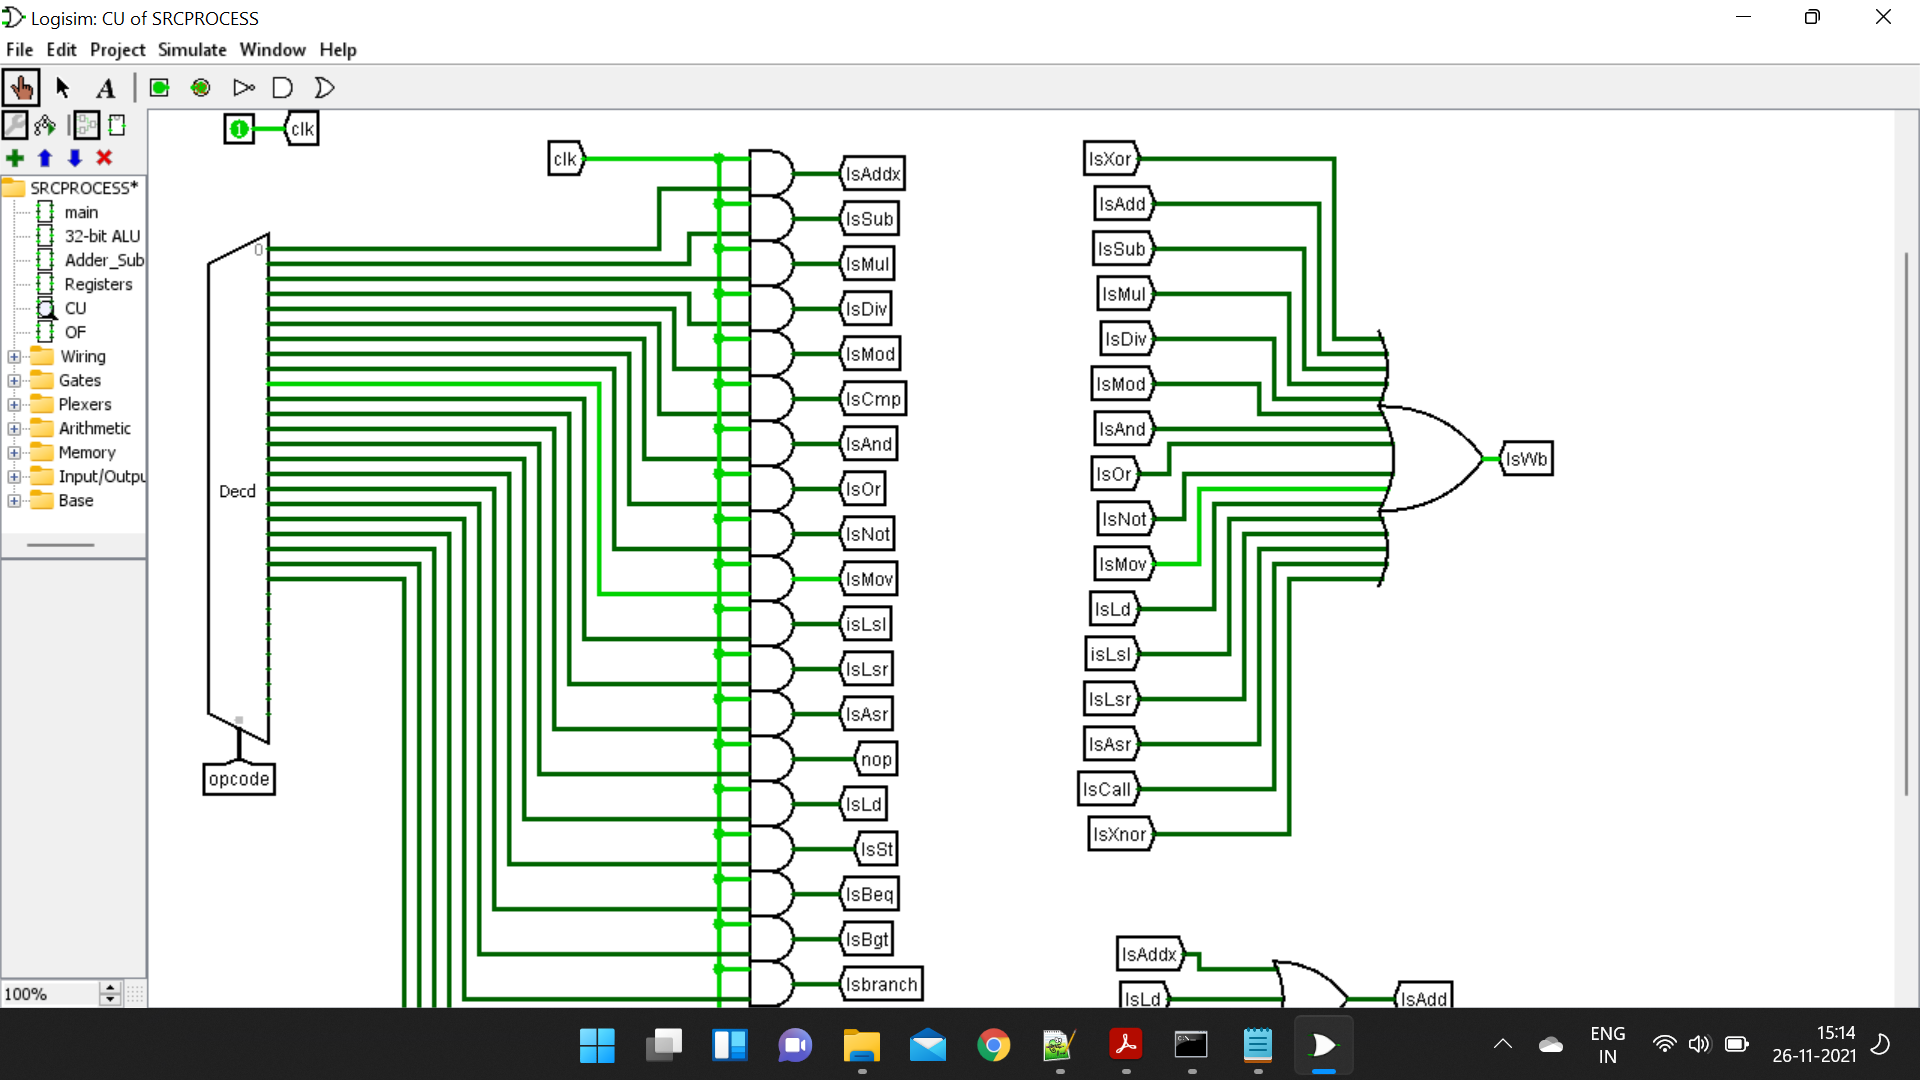 Logisim: CU of SRCPROCESS
File Edit Project Simulate Window Help
A
SRCPROCESS*
main
32-bit ALU
Adder_Sub
Registers
CU
OF
Wiring
Gates
Plexers
Arithmetic
Memory
Input/Outpu
Base
100%
1
clk
0
Decd
opcode
clk
IsAddx
IsSub
IsMul
IsDiv
IsMod
IsCmp
IsAnd
IsOr
IsNot
IsMov
isLsl
IsLsr
IsAsr
nop
IsLd
IsSt
IsBeq
IsBgt
Isbranch
IsXor
IsAdd
IsSub
IsMul
IsDiv
IsMod
IsAnd
IsOr
IsNot
IsMov
IsLd
isLsl
IsLsr
IsAsr
IsCall
IsXnor
IsWb
IsAddx
IsLd
IsAdd
ENG
IN
15:14
26-11-2021